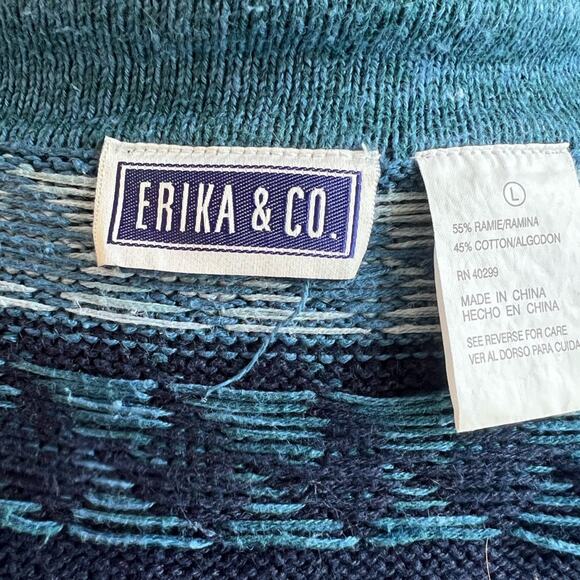 ERIKA & CO.
L
55% RAMIE/RAMINA
45% COTTON/ALGODON
RN 40299
MADE IN CHINA
HECHO EN CHINA
SEE REVERSE FOR CARE
VER AL DORSO PARA CUIDA